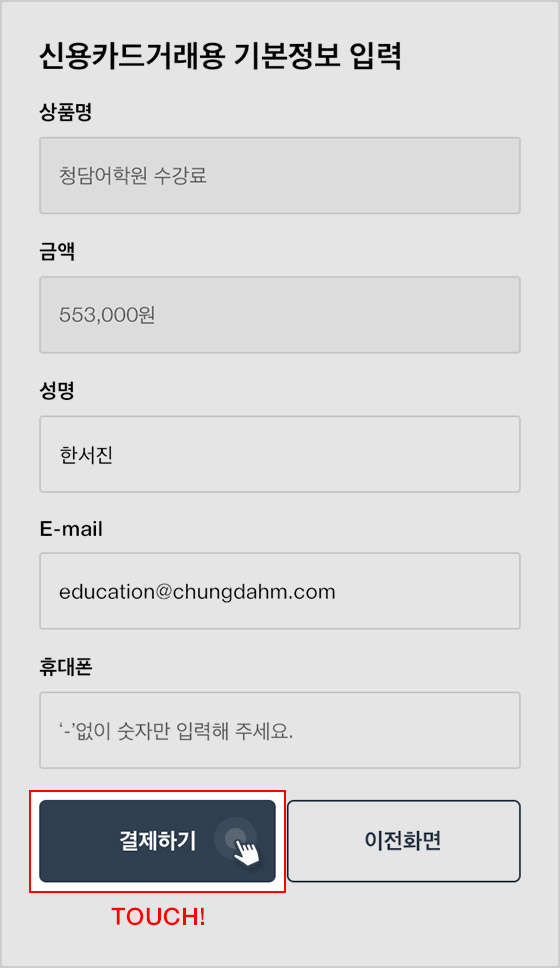 신용카드거래용 기본정보 입력
상품명
청담어학원 수강료
금액
553,000원
성명
한서진
E-mail
education@chungdahm.com
휴대폰
‘-’없이 숫자만 입력해 주세요.
결제하기
이전화면
TOUCH!